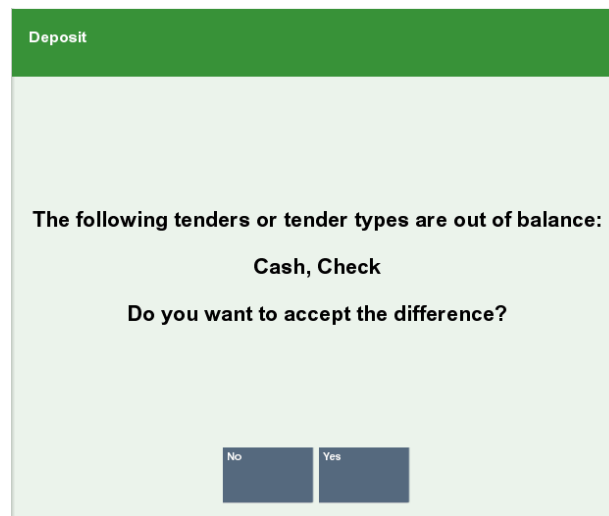 Deposit
The following tenders or tender types are out of balance:
Cash, Check
Do you want to accept the difference?
No Yes